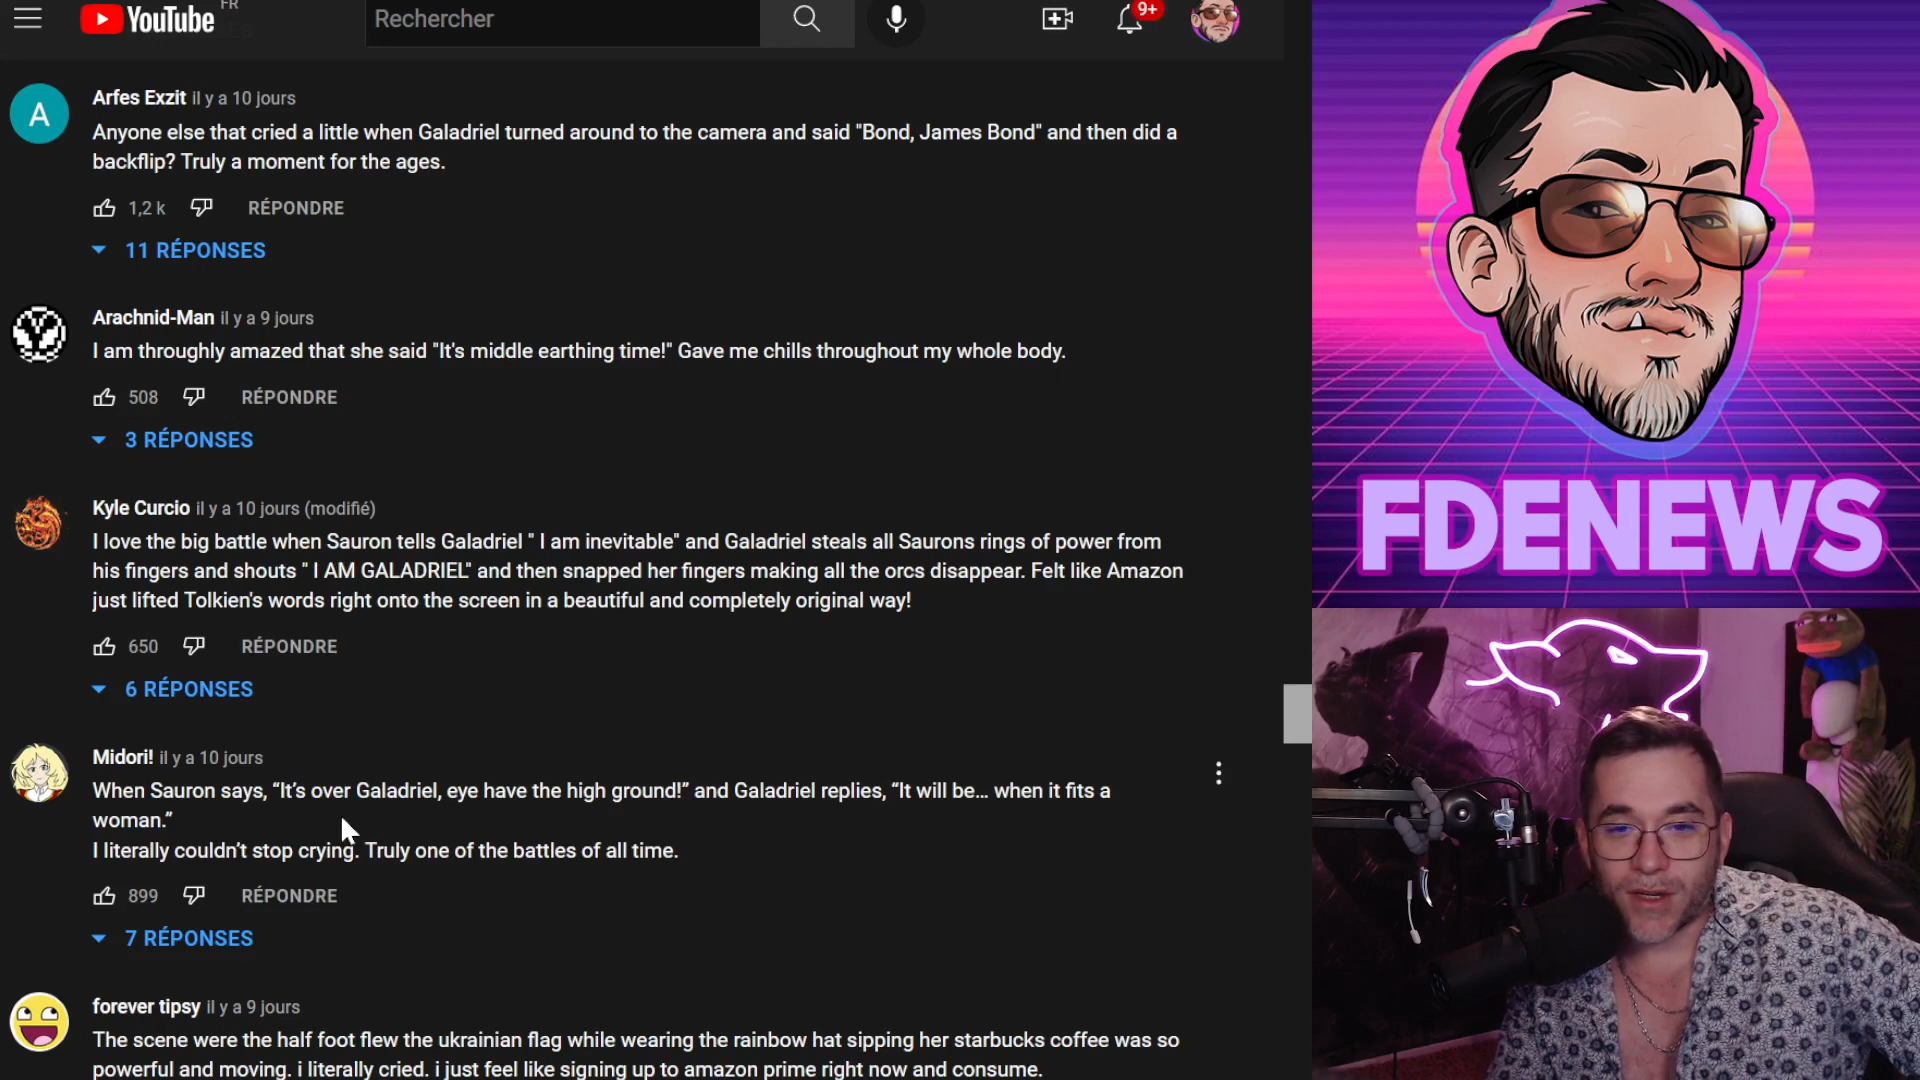 FR
YouTube
Rechercher
9+
A
Arfes Exzit il y a 10 jours
Anyone else that cried a little when Galadriel turned around to the camera and said "Bond, James Bond" and then did a
backflip? Truly a moment for the ages.
1,2 k RÉPONDRE
11 RÉPONSES
Arachnid-Man il y a 9 jours
I am throughly amazed that she said "It's middle earthing time!" Gave me chills throughout my whole body.
508 RÉPONDRE
3 RÉPONSES
Kyle Curcio il y a 10 jours (modifié)
I love the big battle when Sauron tells Galadriel " I am inevitable" and Galadriel steals all Saurons rings of power from
his fingers and shouts " I AM GALADRIEL" and then snapped her fingers making all the orcs disappear. Felt like Amazon
just lifted Tolkien's words right onto the screen in a beautiful and completely original way!
650 RÉPONDRE
6 RÉPONSES
Midori! il y a 10 jours
When Sauron says, “It’s over Galadriel, eye have the high ground!” and Galadriel replies, “It will be… when it fits a
woman.”
I literally couldn’t stop crying. Truly one of the battles of all time.
899 RÉPONDRE
7 RÉPONSES
forever tipsy il y a 9 jours
The scene were the half foot flew the ukrainian flag while wearing the rainbow hat sipping her starbucks coffee was so
powerful and moving. i literally cried. i just feel like signing up to amazon prime right now and consume.
FDENEWS